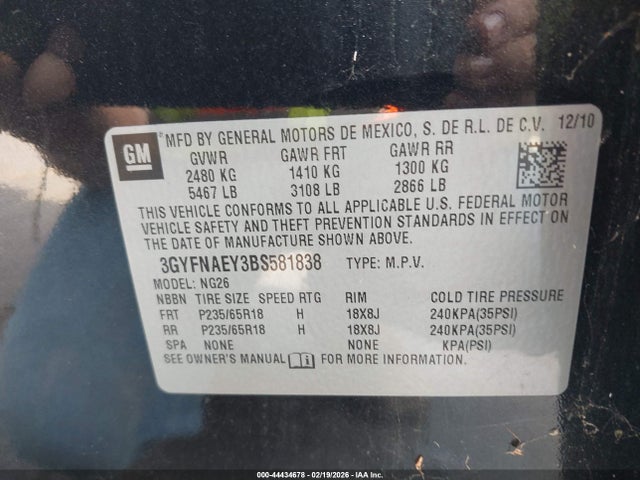 GM
MFD BY GENERAL MOTORS DE MEXICO, S. DE R.L. DE C.V. 12/10
GVWR GAWR FRT GAWR RR
2480 KG 1410 KG 1300 KG
5467 LB 3108 LB 2866 LB
THIS VEHICLE CONFORMS TO ALL APPLICABLE U.S. FEDERAL MOTOR
VEHICLE SAFETY AND THEFT PREVENTION STANDARDS IN EFFECT ON
THE DATE OF MANUFACTURE SHOWN ABOVE.
3GYFNAEY3BS581838 TYPE: M.P.V.
MODEL: NG26
NBBN TIRE SIZE SPEED RTG RIM COLD TIRE PRESSURE
FRT P235/65R18 H 18X8J 240KPA(35PSI)
RR P235/65R18 H 18X8J 240KPA(35PSI)
SPA NONE NONE KPA(PSI)
SEE OWNER'S MANUAL FOR MORE INFORMATION.
000-44434678 - 02/19/2026 - IAA Inc.